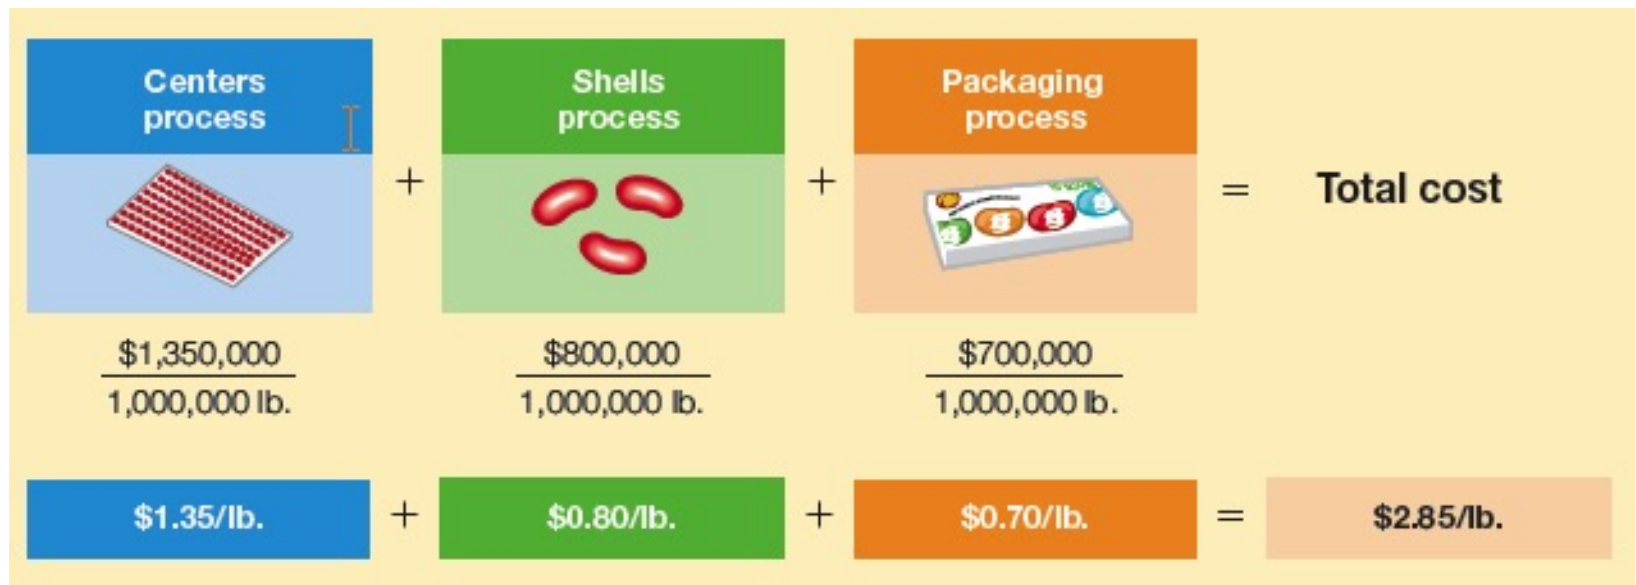 Centers
process
+
Shells
process
+
Packaging
process
=
Total cost
$1,350,000
1,000,000 lb.
$800,000
1,000,000 lb.
$700,000
1,000,000 lb.
$1.35/lb.
+
$0.80/lb.
+
$0.70/lb.
=
$2.85/lb.